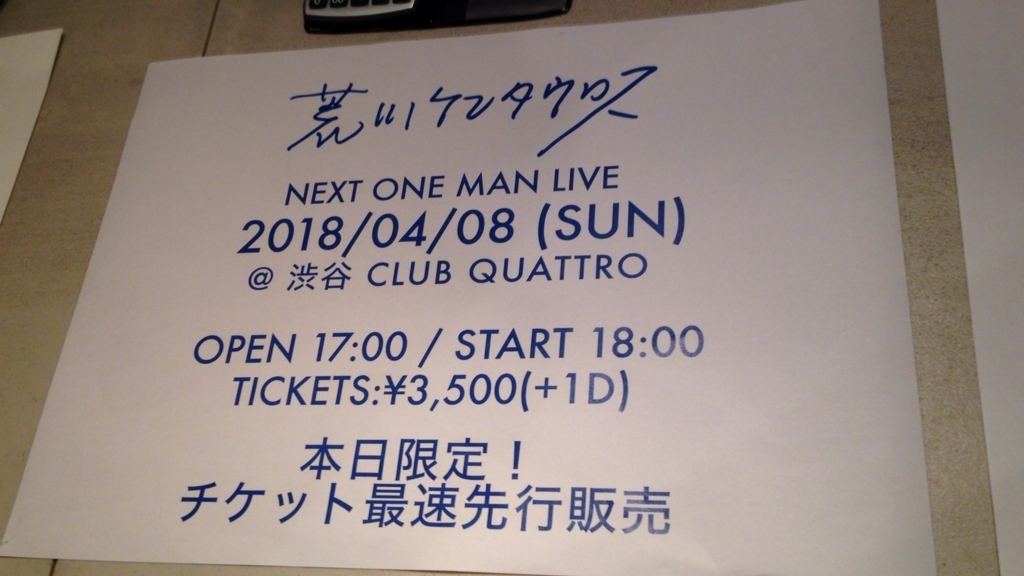 荒川ケンタウロス
NEXT ONE MAN LIVE
2018/04/08 (SUN)
@ 渋谷 CLUB QUATTRO
OPEN 17:00 / START 18:00
TICKETS:¥3,500(+1D)
本日限定！
チケット最速先行販売